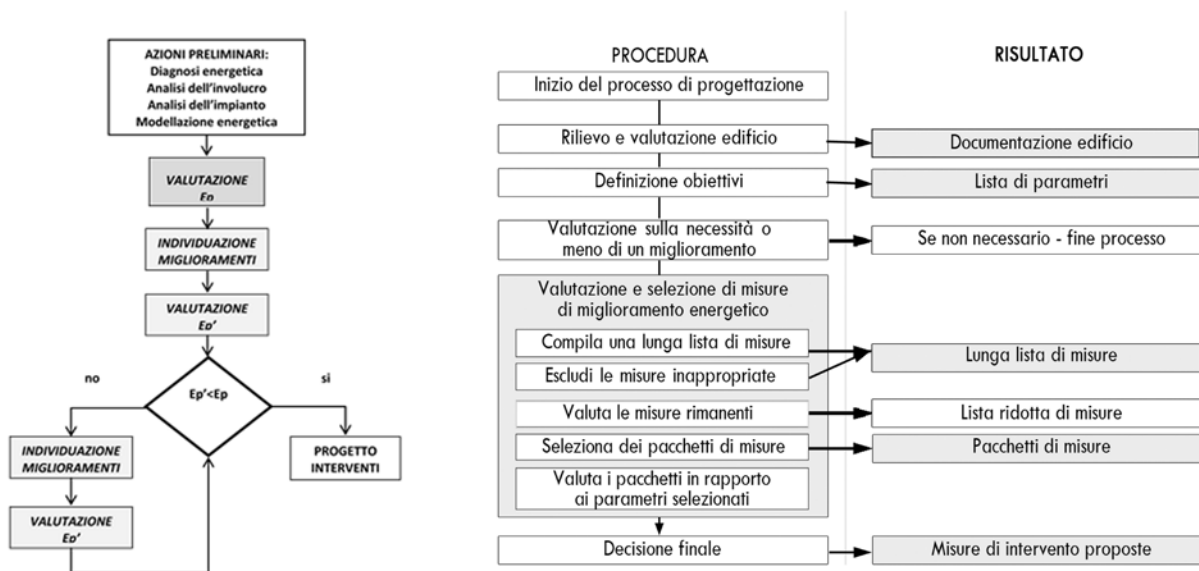 AZIONI PRELIMINARI:
Diagnosi energetica
Analisi dell'involucro
Analisi dell'impianto
Modellazione energetica
VALUTAZIONE
Ep
INDIVIDUAZIONE
MIGLIORAMENTI
VALUTAZIONE
Ep'
no
si
Ep'<Ep
INDIVIDUAZIONE
MIGLIORAMENTI
PROGETTO
INTERVENTI
VALUTAZIONE
Ep'
PROCEDURA
RISULTATO
Inizio del processo di progettazione
Rilievo e valutazione edificio
Documentazione edificio
Definizione obiettivi
Lista di parametri
Valutazione sulla necessità o
meno di un miglioramento
Se non necessario - fine processo
Valutazione e selezione di misure
di miglioramento energetico
Compila una lunga lista di misure
Lunga lista di misure
Escludi le misure inappropriate
Valuta le misure rimanenti
Lista ridotta di misure
Seleziona dei pacchetti di misure
Pacchetti di misure
Valuta i pacchetti in rapporto
ai parametri selezionati
Decisione finale
Misure di intervento proposte